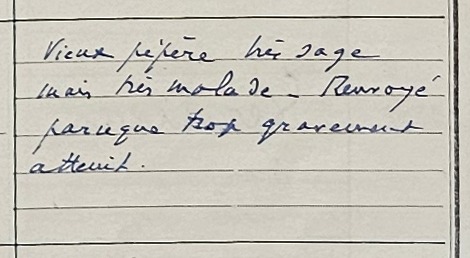 Vieux pépère très sage
mais très malade - Renvoyé
parceque trop gravement
atteint.